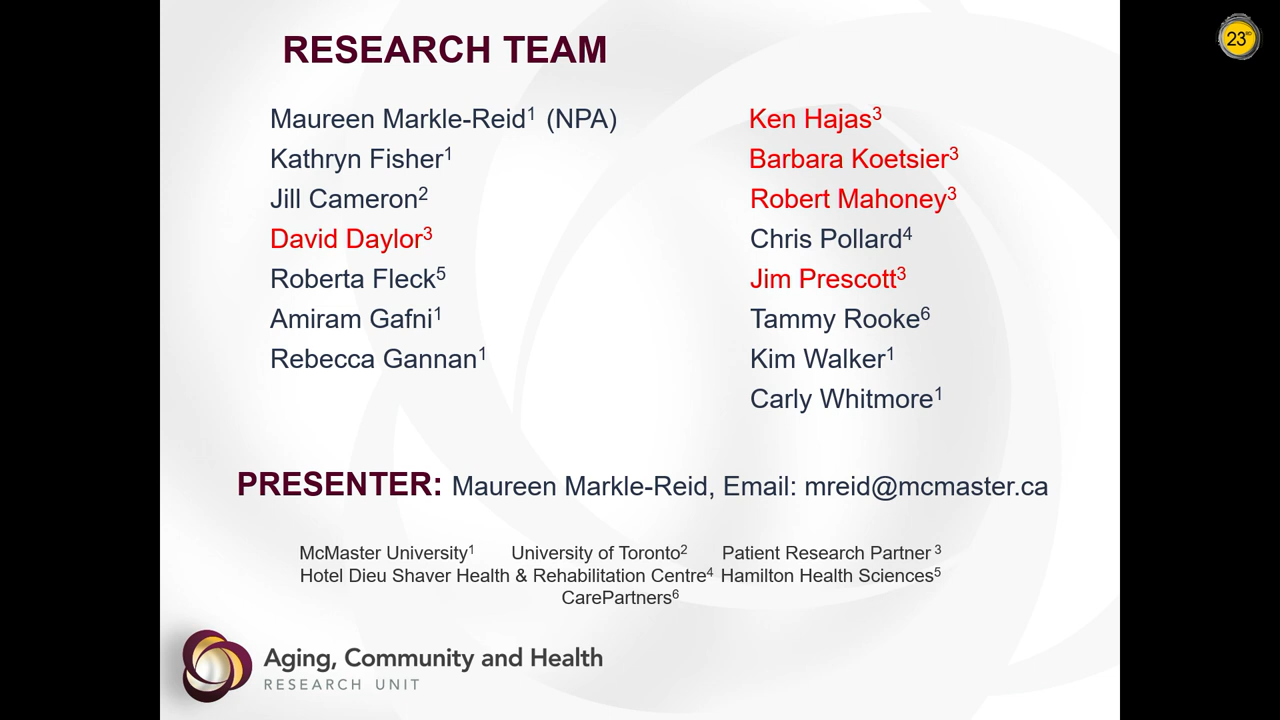 RESEARCH TEAM
Maureen Markle-Reid¹ (NPA)
Kathryn Fisher¹
Jill Cameron²
David Daylor³
Roberta Fleck⁵
Amiram Gafni¹
Rebecca Gannan¹
Ken Hajas³
Barbara Koetsier³
Robert Mahoney³
Chris Pollard⁴
Jim Prescott³
Tammy Rooke⁶
Kim Walker¹
Carly Whitmore¹
PRESENTER: Maureen Markle-Reid, Email: mreid@mcmaster.ca
McMaster University¹ University of Toronto² Patient Research Partner ³
Hotel Dieu Shaver Health & Rehabilitation Centre⁴ Hamilton Health Sciences⁵
CarePartners⁶
Aging, Community and Health
RESEARCH UNIT
23RD